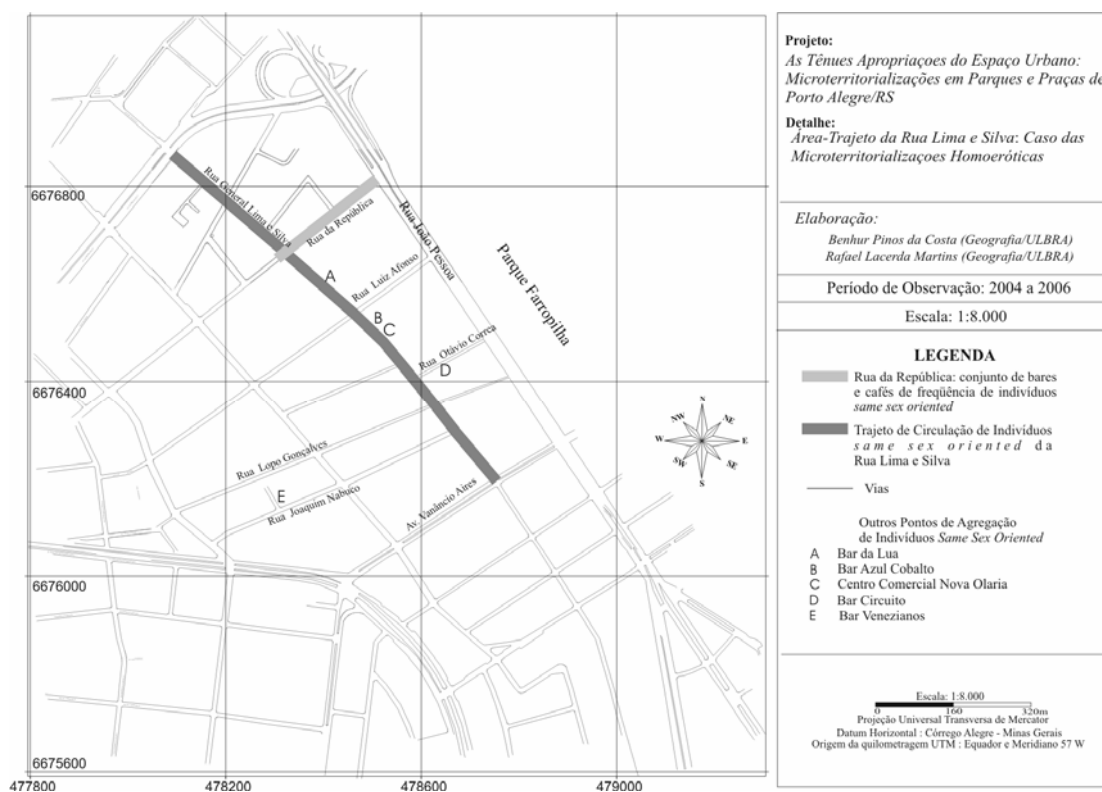 Rua General Lima e Silva
Rua da República
Rua João Pessoa
Parque Farropilha
A
Rua Luiz Afonso
B
C
Rua Otávio Corrca
D
Rua Lopo Gonçalves
E
Rua Joaquim Nabuco
Av. Vanâncio Aires
6676800
6676400
6676000
6675600
477800
478200
478600
479000
N
NW
NE
W
E
SW
SE
S
Projeto:
As Tênues Apropriaçoes do Espaço Urbano:
Microterritorializações em Parques e Praças de
Porto Alegre/RS
Detalhe:
Área-Trajeto da Rua Lima e Silva: Caso das
Microterritorializaçoes Homoeróticas
Elaboração:
Benhur Pinos da Costa (Geografia/ULBRA)
Rafael Lacerda Martins (Geografia/ULBRA)
Período de Observação: 2004 a 2006
Escala: 1:8.000
LEGENDA
Rua da República: conjunto de bares
e cafés de freqüência de indivíduos
same sex oriented
Trajeto de Circulação de Indivíduos
same sex oriented da
Rua Lima e Silva
Vias
Outros Pontos de Agregação
de Indivíduos Same Sex Oriented
A Bar da Lua
B Bar Azul Cobalto
C Centro Comercial Nova Olaria
D Bar Circuito
E Bar Venezianos
Escala: 1:8.000
0 160 320m
Projeção Universal Transversa de Mercator
Datum Horizontal : Córrego Alegre - Minas Gerais
Origem da quilometragem UTM : Equador e Meridiano 57 W